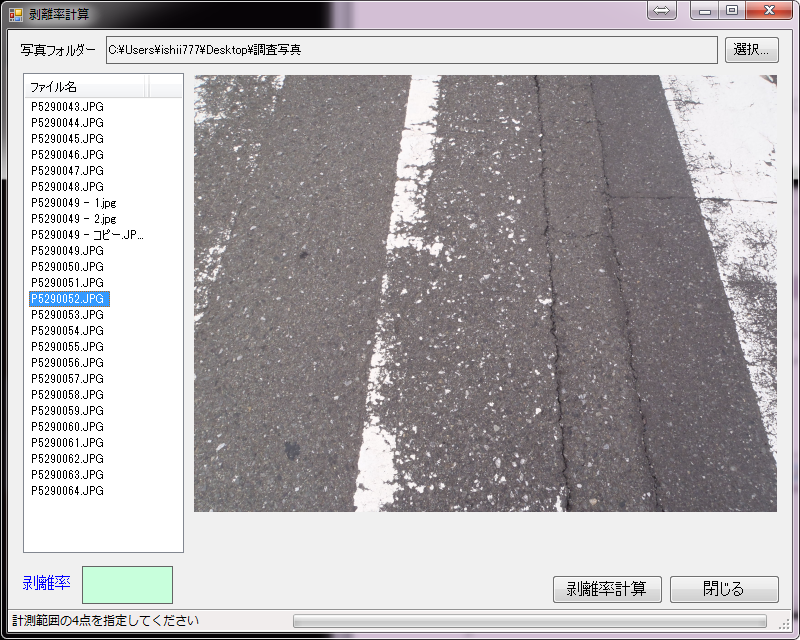 剥離率計算
写真フォルダー C:¥Users¥ishii777¥Desktop¥調査写真 選択...
ファイル名
P5290043.JPG
P5290044.JPG
P5290045.JPG
P5290046.JPG
P5290047.JPG
P5290048.JPG
P5290049 - 1.jpg
P5290049 - 2.jpg
P5290049 - コピー.JP...
P5290049.JPG
P5290050.JPG
P5290051.JPG
P5290052.JPG
P5290053.JPG
P5290054.JPG
P5290055.JPG
P5290056.JPG
P5290057.JPG
P5290058.JPG
P5290059.JPG
P5290060.JPG
P5290061.JPG
P5290062.JPG
P5290063.JPG
P5290064.JPG
剥離率 剥離率計算 閉じる
計測範囲の4点を指定してください